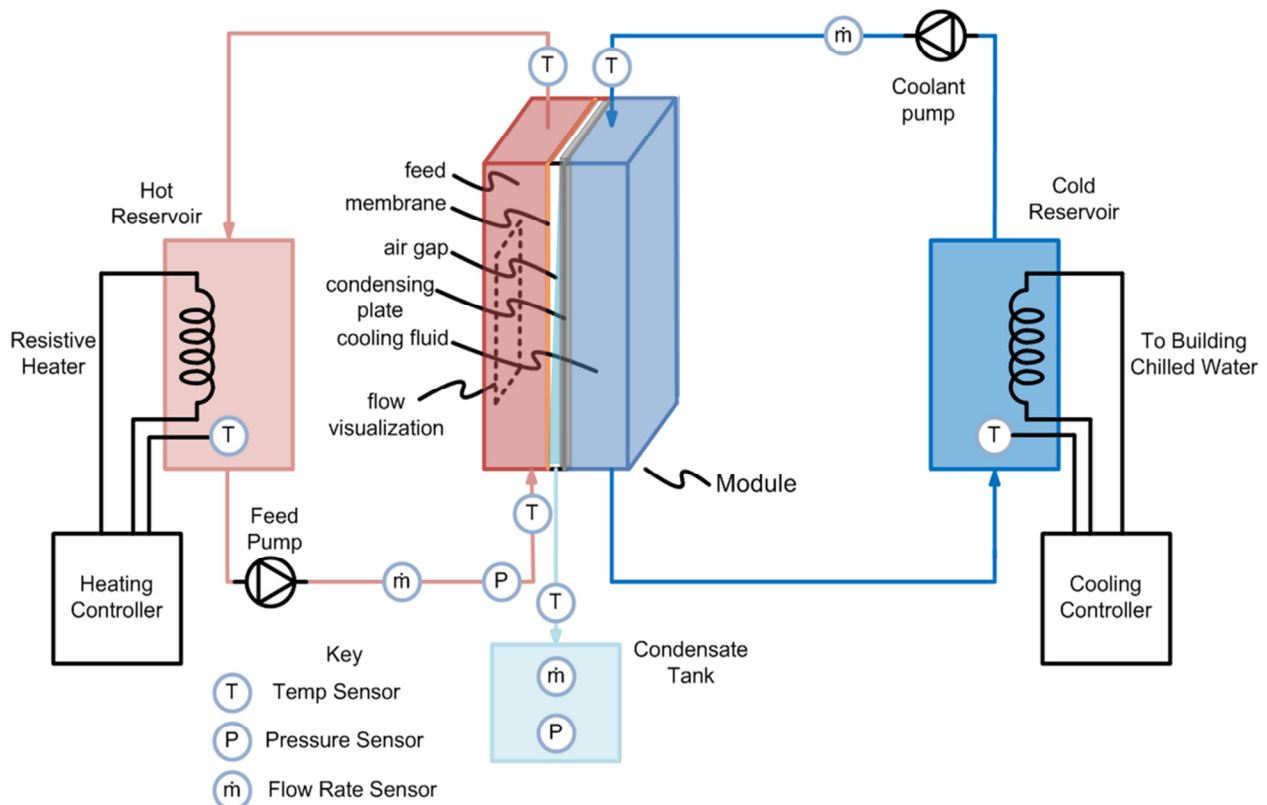 T
T
ṁ
Coolant
pump
feed
membrane
air gap
condensing
plate
cooling fluid
flow
visualization
Hot
Reservoir
Cold
Reservoir
Resistive
Heater
To Building
Chilled Water
T
T
Module
T
Feed
Pump
ṁ
P
T
Heating
Controller
Cooling
Controller
Condensate
Tank
ṁ
P
Key
T Temp Sensor
P Pressure Sensor
ṁ Flow Rate Sensor